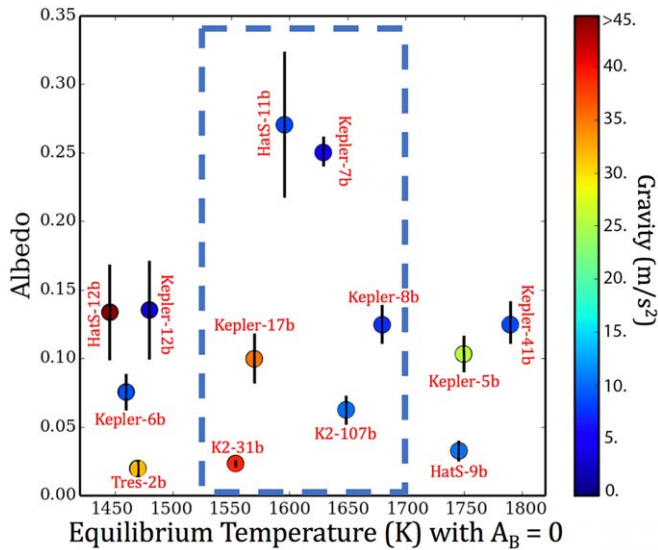 0.35
0.30
0.25
0.20
0.15
0.10
0.05
0.00
Albedo
1450 1500 1550 1600 1650 1700 1750 1800
Equilibrium Temperature (K) with A_B = 0
HatS-12b
Kepler-12b
Kepler-6b
Tres-2b
HatS-11b
Kepler-7b
Kepler-17b
K2-31b
Kepler-8b
K2-107b
Kepler-5b
HatS-9b
Kepler-41b
>45.
40.
35.
30.
25.
20.
15.
10.
5.
0.
Gravity (m/s²)